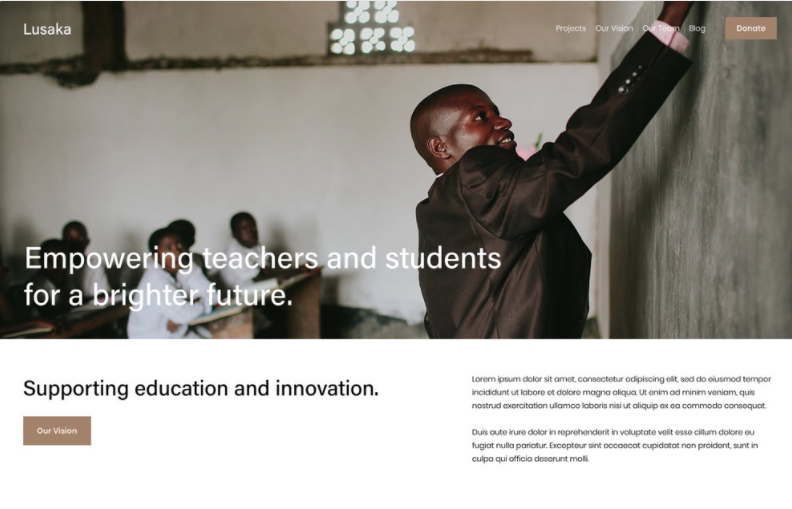 Lusaka
Projects Our Vision Our Team Blog Donate
Empowering teachers and students
for a brighter future.
Supporting education and innovation.
Our Vision
Lorem ipsum dolor sit amet, consectetur adipiscing elit, sed do eiusmod tempor
incididunt ut labore et dolore magna aliqua. Ut enim ad minim veniam, quis
nostrud exercitation ullamco laboris nisi ut aliquip ex ea commodo consequat.
Duis aute irure dolor in reprehenderit in voluptate velit esse cillum dolore eu
fugiat nulla pariatur. Excepteur sint occaecat cupidatat non proident, sunt in
culpa qui officia deserunt molli.